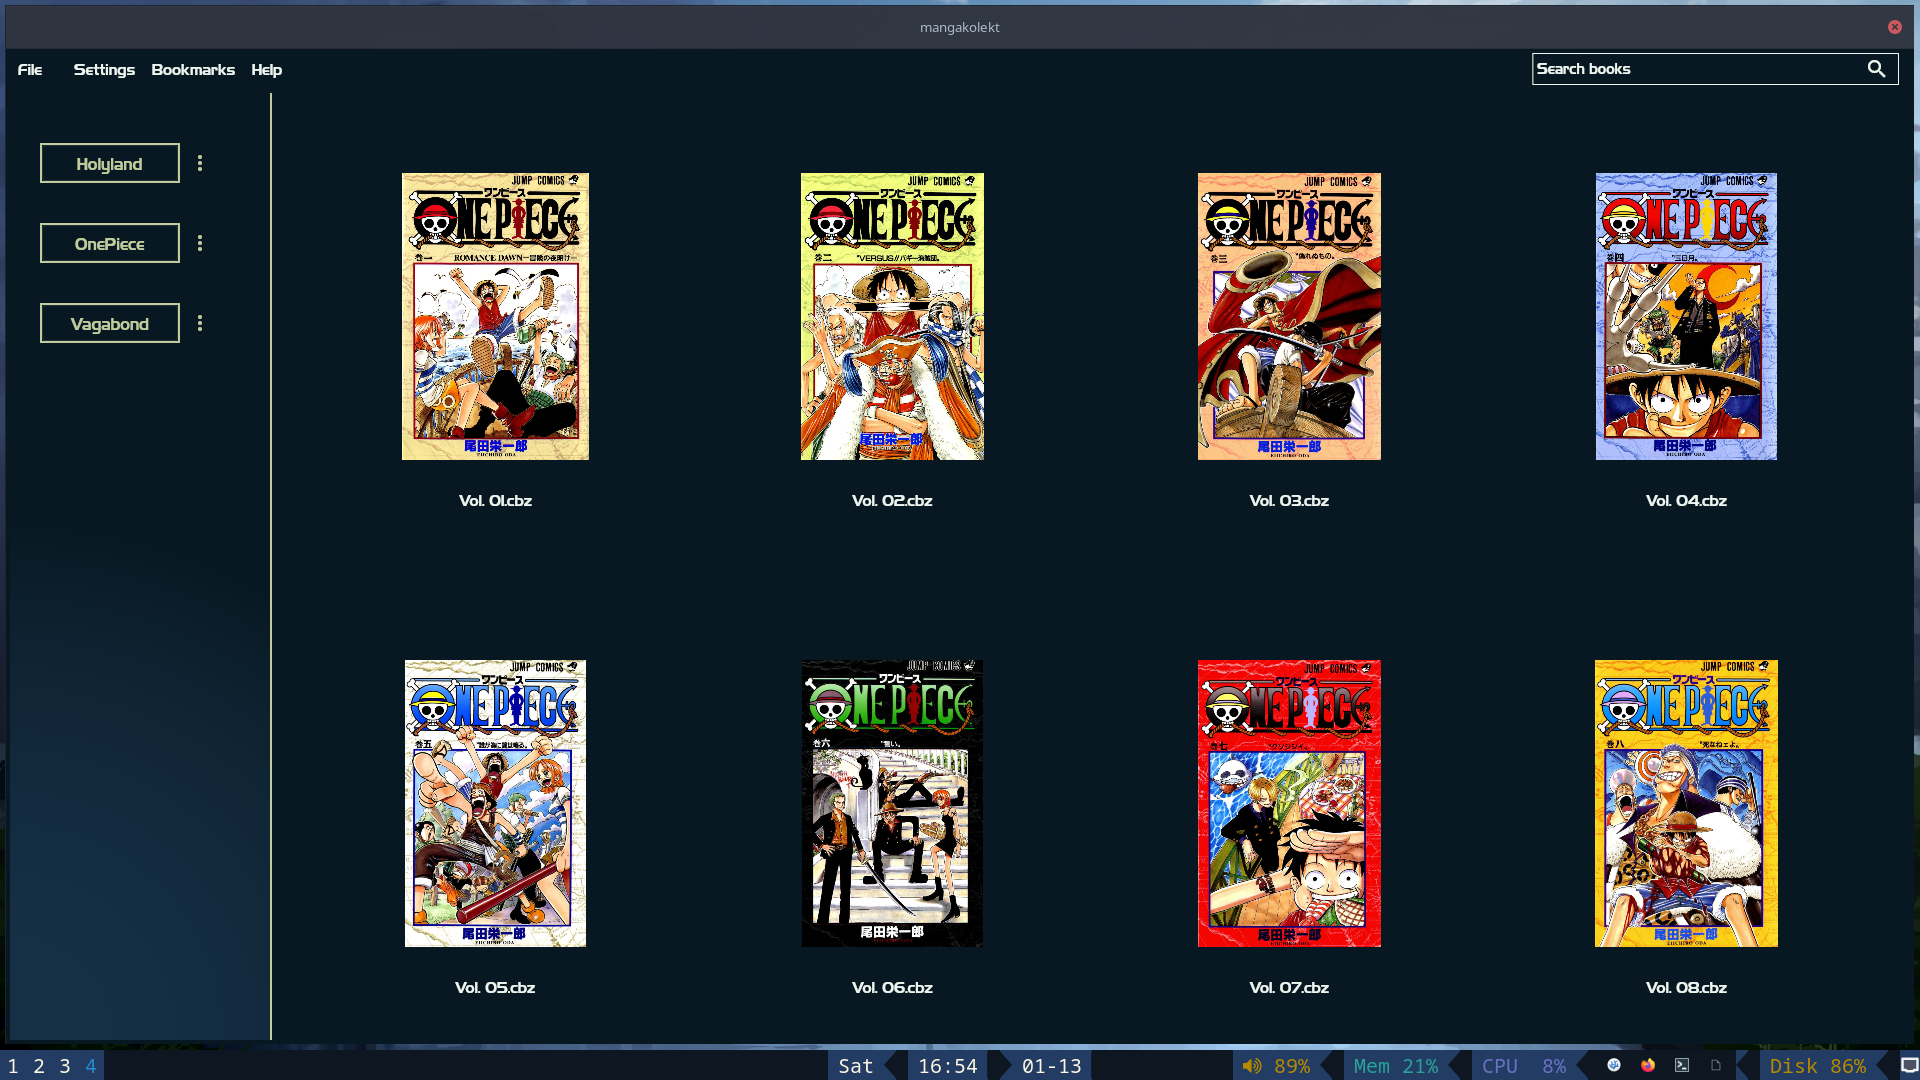 mangakolekt
File Settings Bookmarks Help
Search books
Holyland
OnePiece
Vagabond
JUMP COMICS
ワンピース
ONE PIECE
巻一 ROMANCE DAWN—冒険の夜明け—
尾田栄一郎
EIICHIRO ODA
Vol. 01.cbz
JUMP COMICS
ワンピース
ONE PIECE
巻二 "VERSUS//バギー海賊団。
尾田栄一郎
Vol. 02.cbz
JUMP COMICS
ワンピース
ONE PIECE
巻三
尾田栄一郎
EIICHIRO ODA
Vol. 03.cbz
JUMP COMICS
ワンピース
ONE PIECE
巻四 "三日月。
尾田栄一郎
EIICHIRO ODA
Vol. 04.cbz
JUMP COMICS
ワンピース
ONE PIECE
巻五
尾田栄一郎
EIICHIRO ODA
Vol. 05.cbz
JUMP COMICS
ワンピース
ONE PIECE
巻六 "誓い。
尾田栄一郎
Vol. 06.cbz
JUMP COMICS
ワンピース
ONE PIECE
巻七
尾田栄一郎
EIICHIRO ODA
Vol. 07.cbz
JUMP COMICS
ワンピース
ONE PIECE
巻八 "死なねェよ。
尾田栄一郎
EIICHIRO ODA
Vol. 08.cbz
1 2 3 4
Sat 16:54 01-13
89% Mem 21% CPU 8% Disk 86%